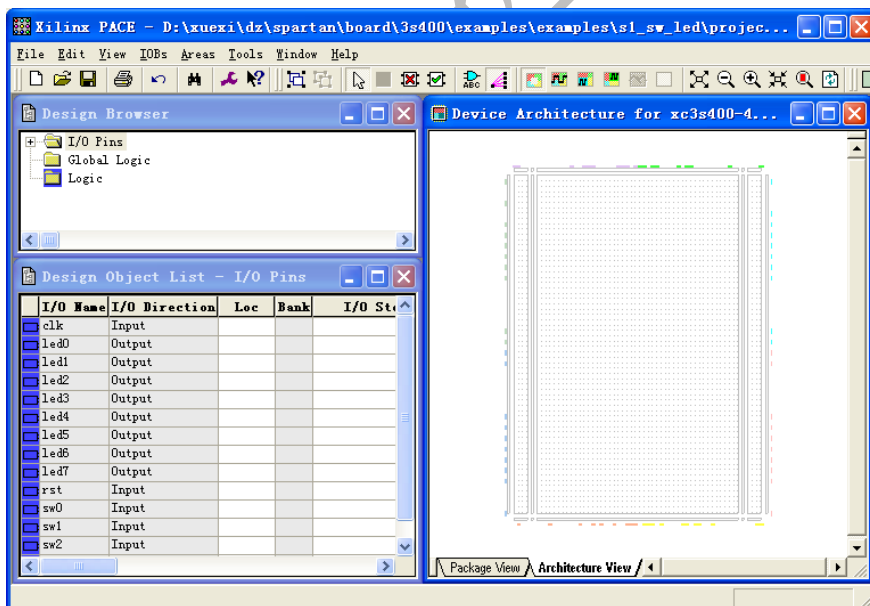 Xilinx PACE - D:\xuexi\dz\spartan\board\3s400\examples\examples\s1_sw_led\projec...
File Edit View IOBs Areas Tools Window Help
ABC
Design Browser
I/O Pins
Global Logic
Logic
Design Object List - I/O Pins
I/O Name I/O Direction Loc Bank I/O St
clk Input
led0 Output
led1 Output
led2 Output
led3 Output
led4 Output
led5 Output
led6 Output
led7 Output
rst Input
sw0 Input
sw1 Input
sw2 Input
Device Architecture for xc3s400-4...
Package View Architecture View